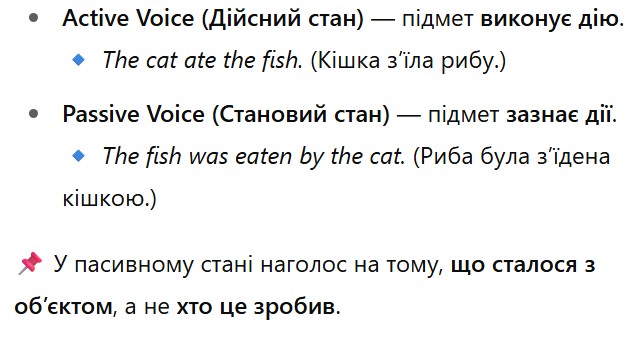 Active Voice (Дійсний стан) — підмет виконує дію.
The cat ate the fish. (Кішка з’їла рибу.)
Passive Voice (Становий стан) — підмет зазнає дії.
The fish was eaten by the cat. (Риба була з’їдена
кішкою.)
У пасивному стані наголос на тому, що сталося з
об’єктом, а не хто це зробив.